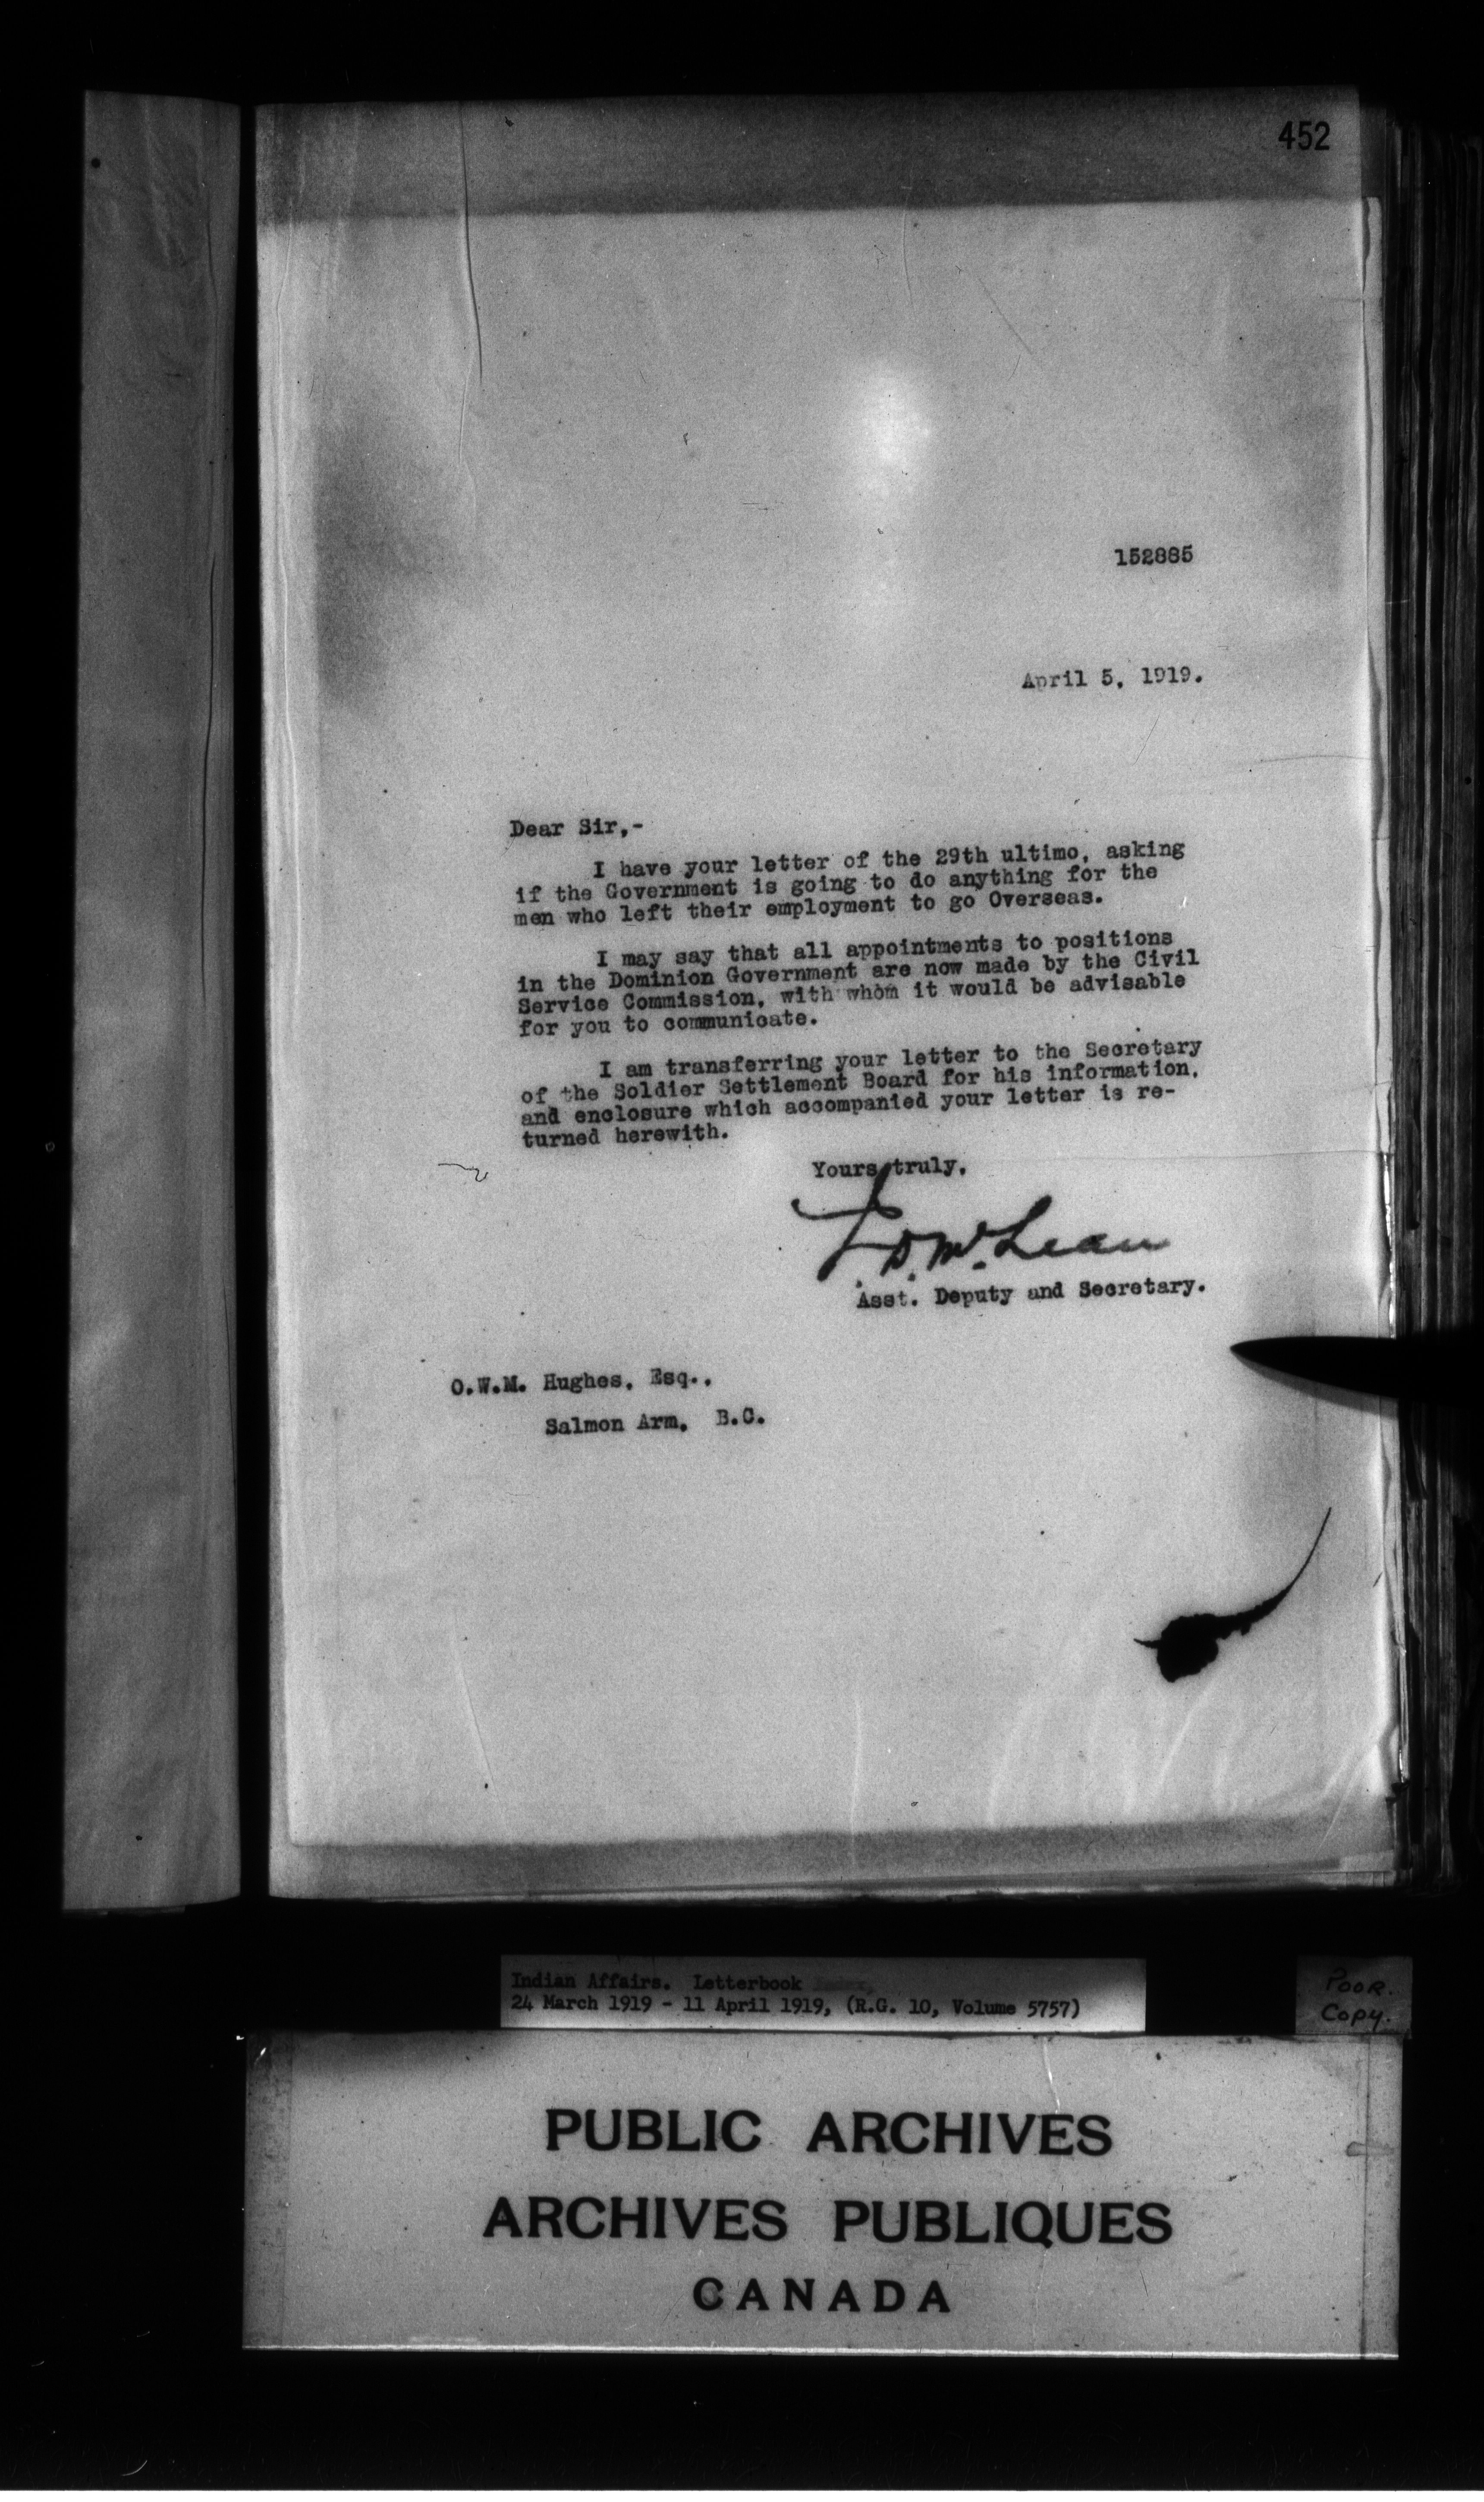 452
152885
April 5, 1919.
Dear Sir,-
I have your letter of the 29th ultimo, asking
if the Government is going to do anything for the
men who left their employment to go Overseas.
I may say that all appointments to positions
in the Dominion Government are now made by the Civil
Service Commission, with whom it would be advisable
for you to communicate.
I am transferring your letter to the Secretary
of the Soldier Settlement Board for his information,
and enclosure which accompanied your letter is re-
turned herewith.
Yours truly,
J.D. McLean
Asst. Deputy and Secretary.
O.W.M. Hughes, Esq.,
Salmon Arm, B.C.
Indian Affairs. Letterbook
24 March 1919 - 11 April 1919, (R.G. 10, Volume 5757)
POOR.
Copy.
PUBLIC ARCHIVES
ARCHIVES PUBLIQUES
CANADA